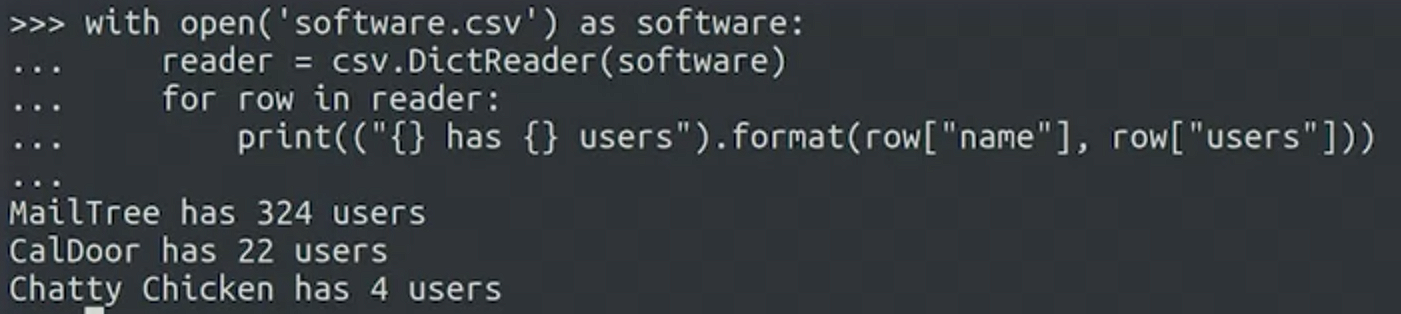 >>> with open('software.csv') as software:
...     reader = csv.DictReader(software)
...     for row in reader:
...         print(("{} has {} users").format(row["name"], row["users"]))
...
MailTree has 324 users
CalDoor has 22 users
Chatty Chicken has 4 users